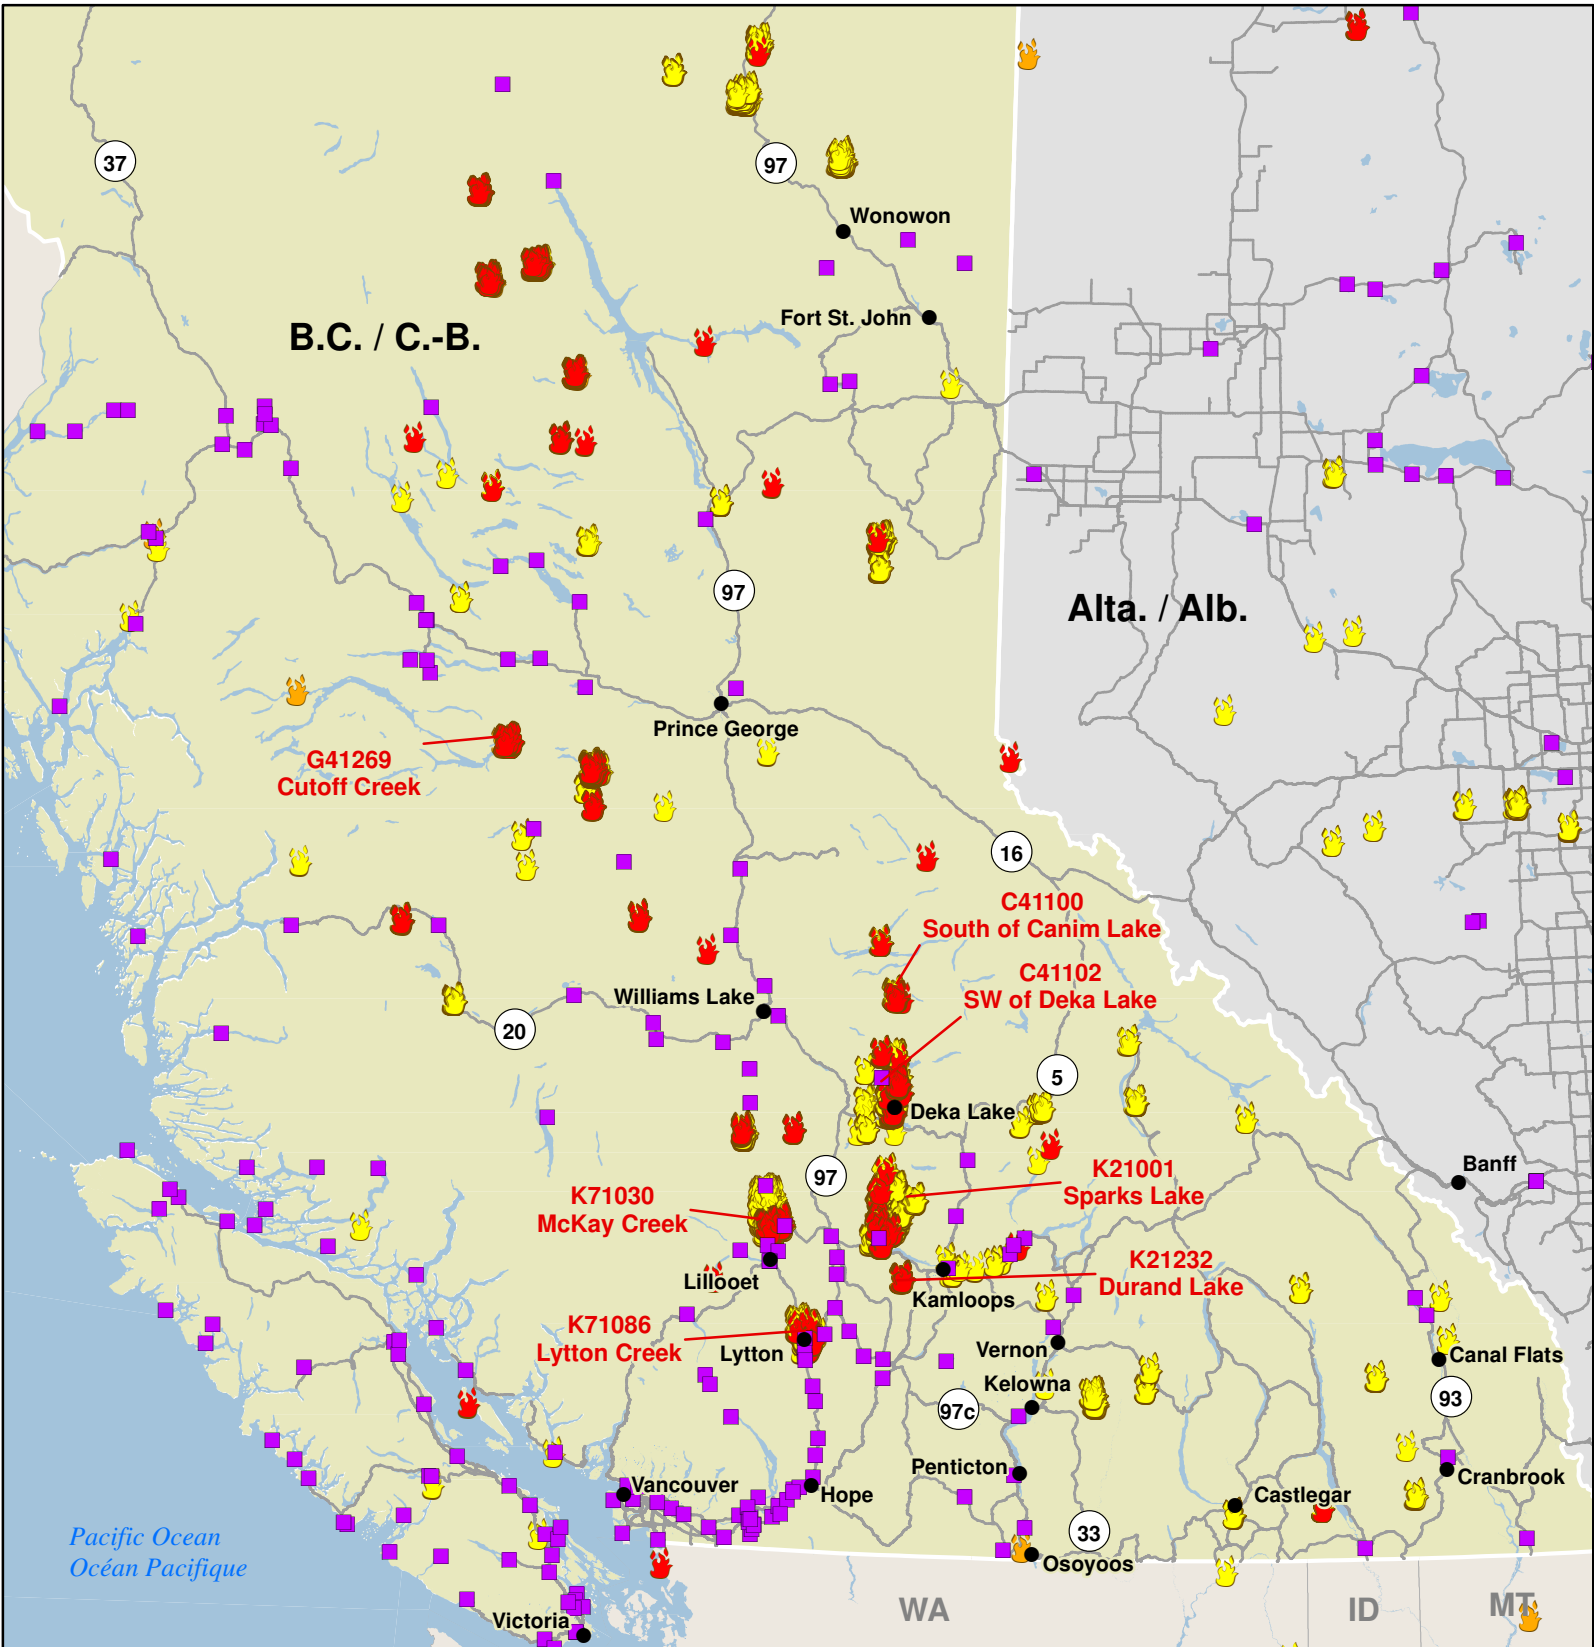 37
97
Wonowon
Fort St. John
B.C. / C.-B.
97
Alta. / Alb.
Prince George
G41269
Cutoff Creek
16
C41100
South of Canim Lake
C41102
SW of Deka Lake
Williams Lake
20
5
Deka Lake
Banff
97
K21001
Sparks Lake
K71030
McKay Creek
K21232
Durand Lake
Lillooet
Kamloops
K71086
Lytton Creek
Lytton
Vernon
Canal Flats
Kelowna
97c
93
Penticton
Cranbrook
Vancouver
Hope
Castlegar
33
Osoyoos
Pacific Ocean
Océan Pacifique
WA
ID
MT
Victoria